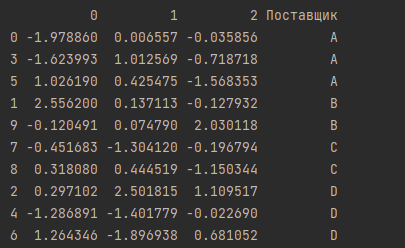 0 1 2 Поставщик
0 -1.978860 0.006557 -0.035856 A
3 -1.623993 1.012569 -0.718718 A
5 1.026190 0.425475 -1.568353 A
1 2.556200 0.137113 -0.127932 B
9 -0.120491 0.074790 2.030118 B
7 -0.451683 -1.304120 -0.196794 C
8 0.318080 0.444519 -1.150344 C
2 0.297102 2.501815 1.109517 D
4 -1.286891 -1.401779 -0.022690 D
6 1.264346 -1.896938 0.681052 D